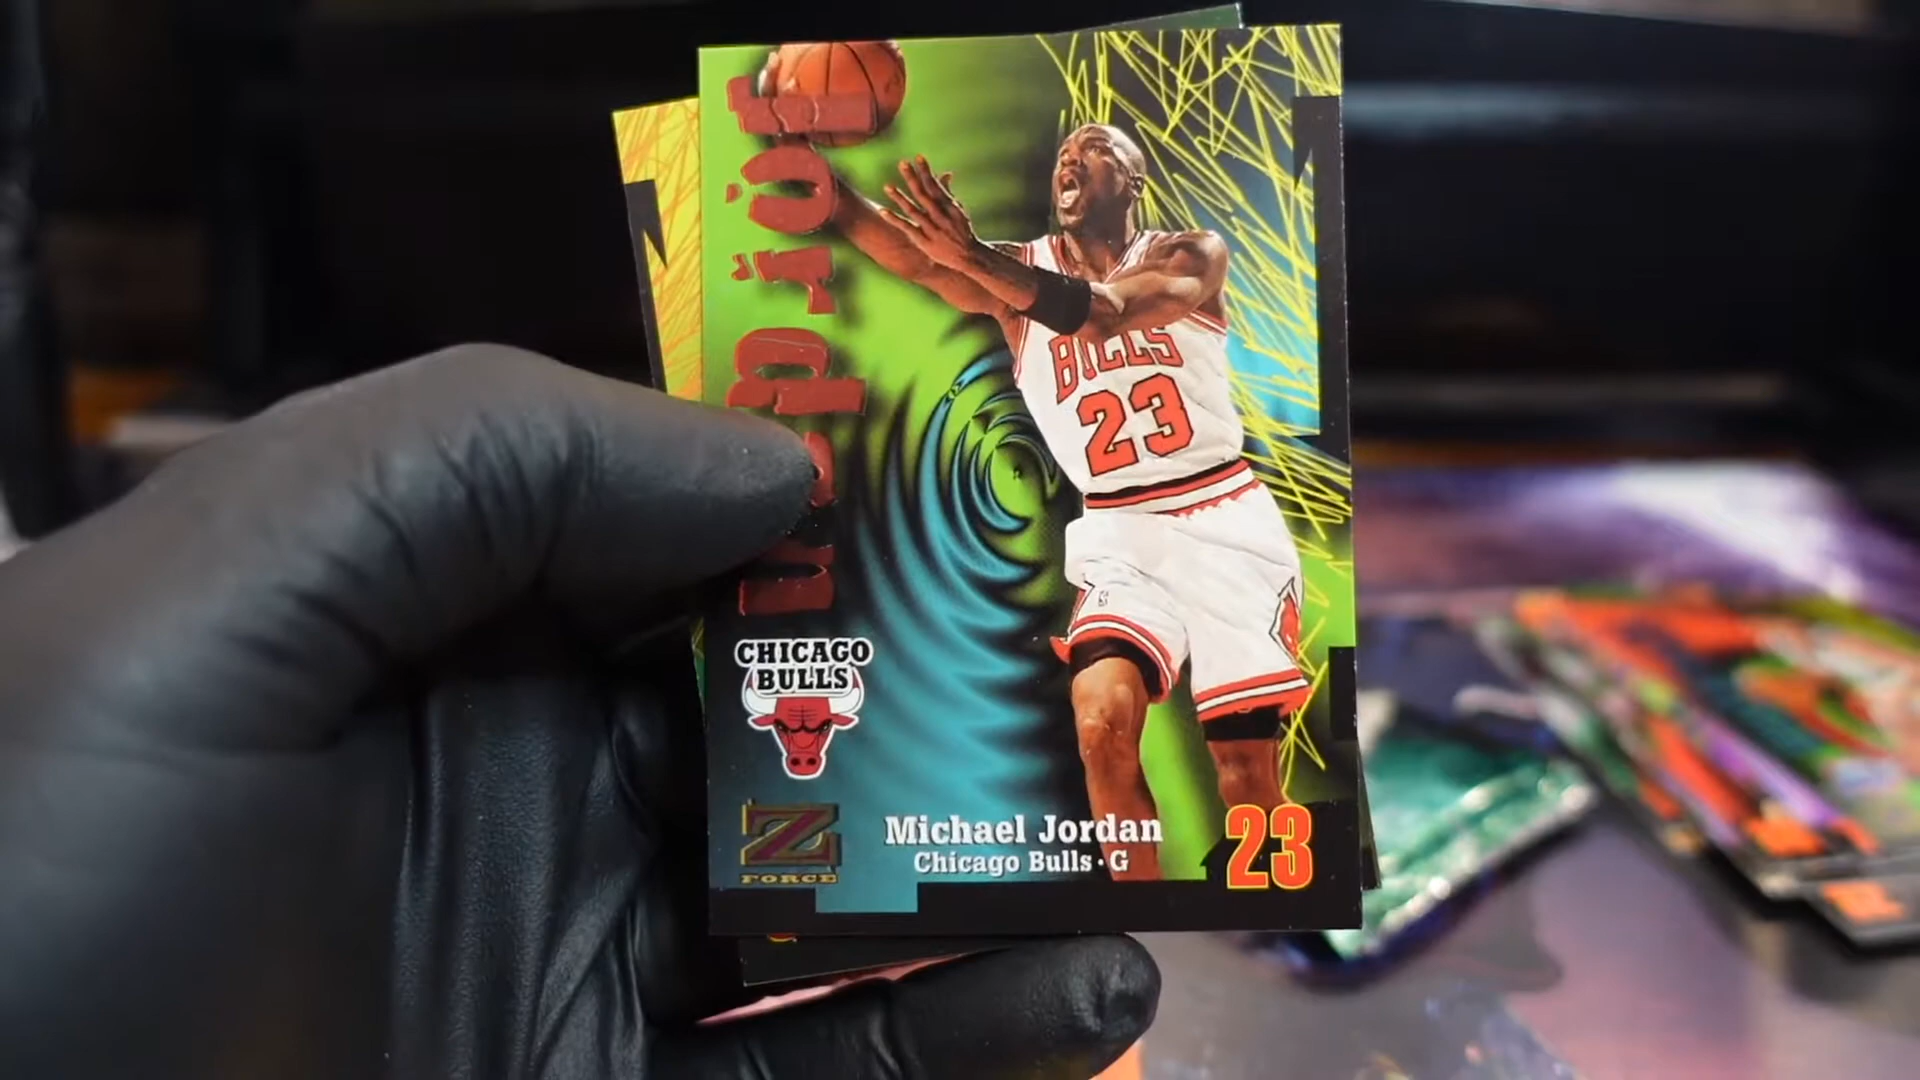 jordan
BULLS
23
CHICAGO
BULLS
Z
FORCE
Michael Jordan
Chicago Bulls · G
23